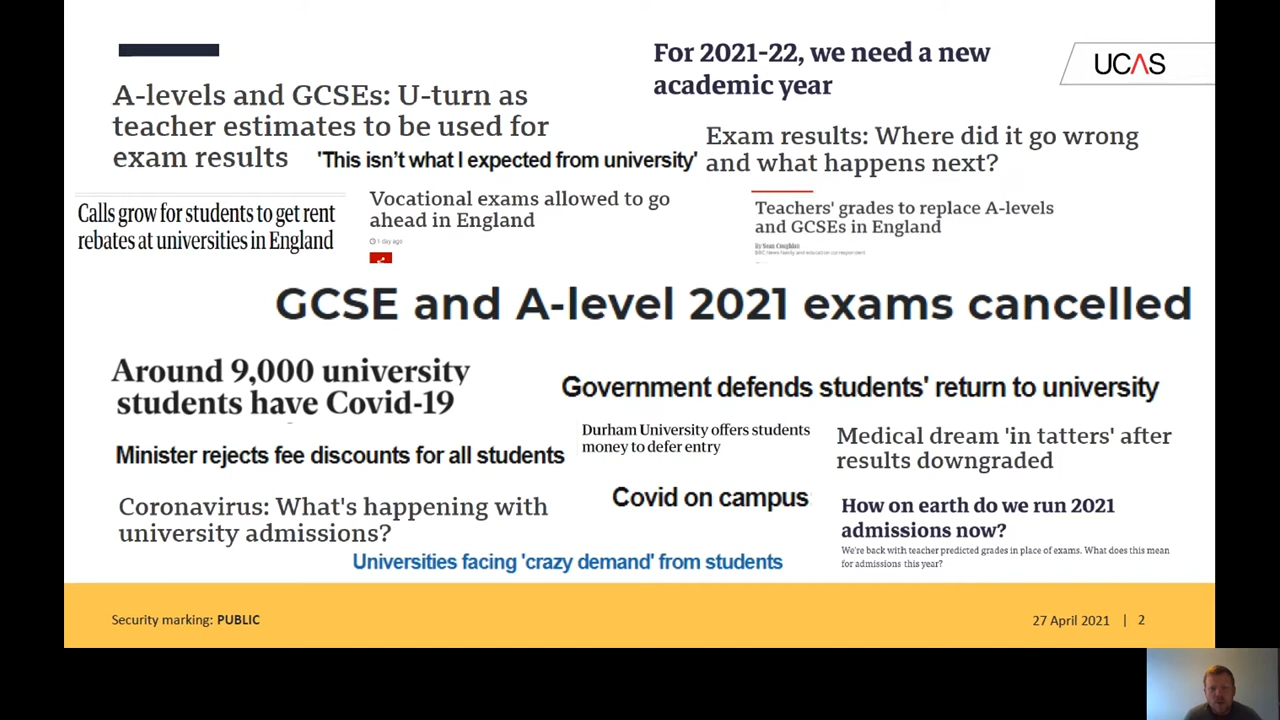 For 2021-22, we need a new
academic year
UCAS
A-levels and GCSEs: U-turn as
teacher estimates to be used for
exam results
'This isn't what I expected from university'
Exam results: Where did it go wrong
and what happens next?
Calls grow for students to get rent
rebates at universities in England
Vocational exams allowed to go
ahead in England
1 day ago
Teachers' grades to replace A-levels
and GCSEs in England
By Sean Coughlan
BBC News family and education correspondent
GCSE and A-level 2021 exams cancelled
Around 9,000 university
students have Covid-19
Government defends students' return to university
Durham University offers students
money to defer entry
Medical dream 'in tatters' after
results downgraded
Minister rejects fee discounts for all students
Coronavirus: What's happening with
university admissions?
Covid on campus
How on earth do we run 2021
admissions now?
We're back with teacher predicted grades in place of exams. What does this mean
for admissions this year?
Universities facing 'crazy demand' from students
Security marking: PUBLIC
27 April 2021 | 2